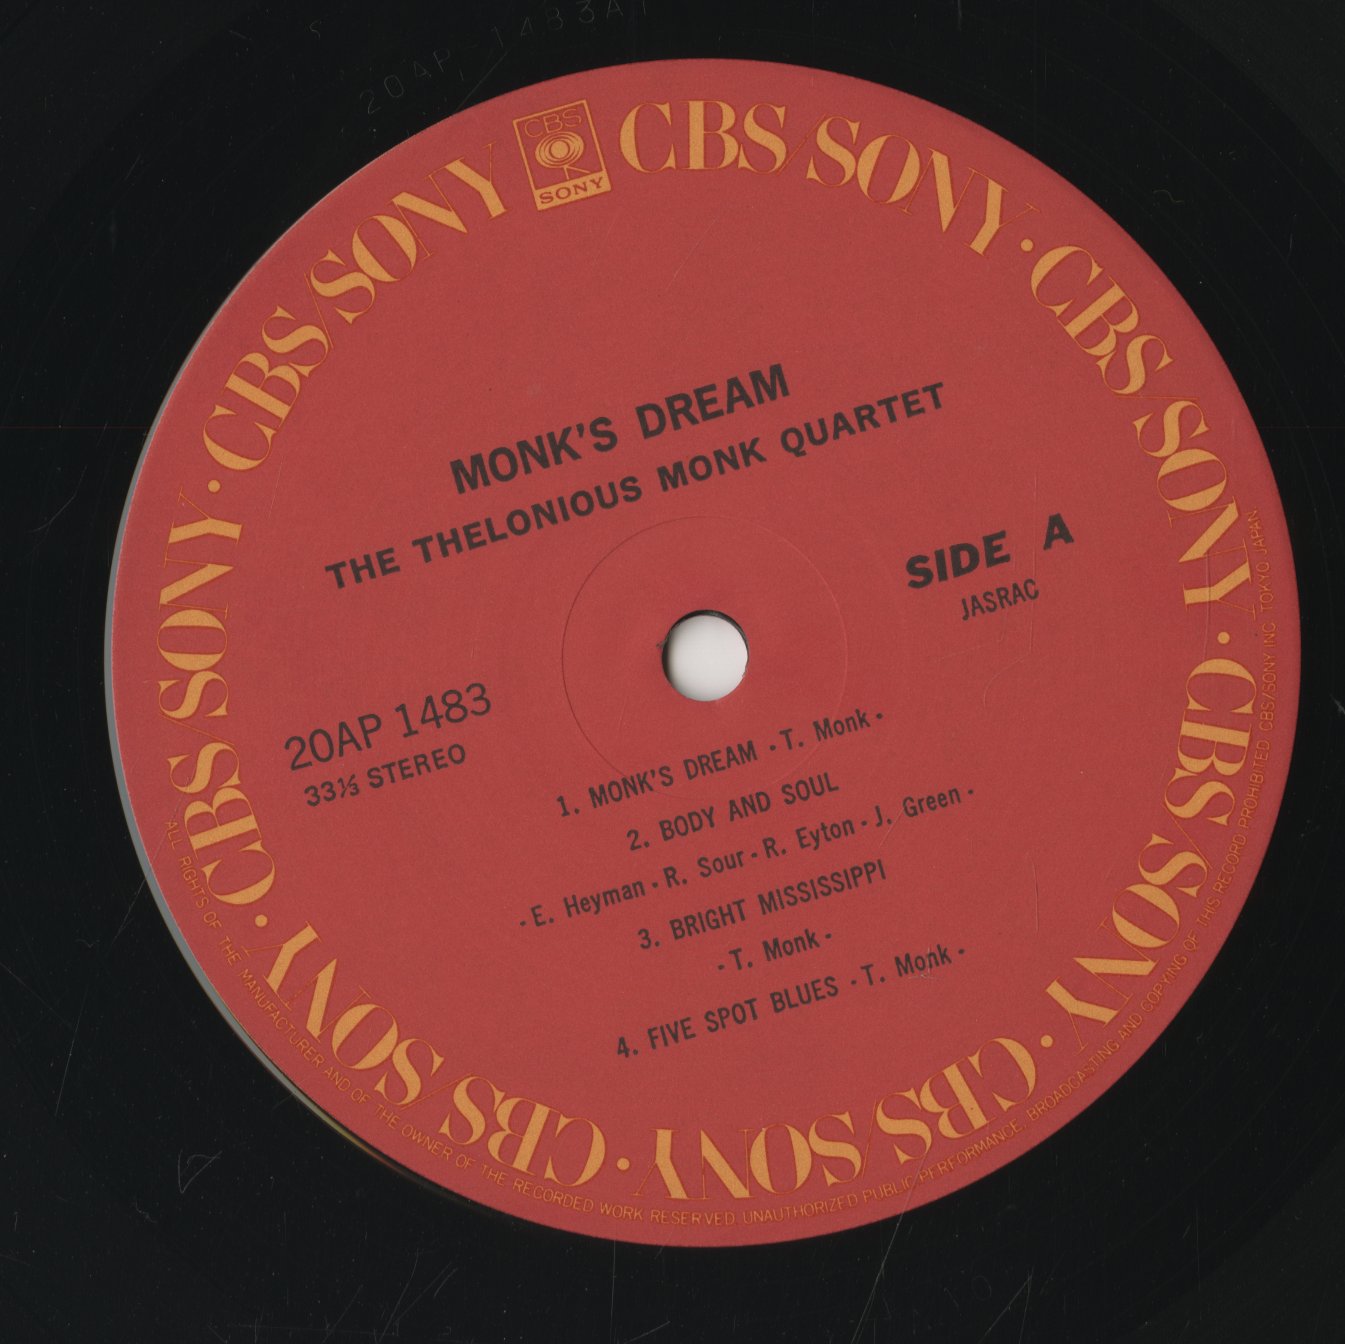 20AP-1483A1
CBS
SONY
CBS/SONY · CBS/SONY · CBS/SONY · CBS/SONY · CBS/SONY · CBS/SONY · CBS/SONY
MONK'S DREAM
THE THELONIOUS MONK QUARTET
SIDE A
JASRAC
20AP 1483
33⅓ STEREO
1. MONK'S DREAM -T. Monk-
2. BODY AND SOUL
-E. Heyman-R. Sour-R. Eyton-J. Green-
3. BRIGHT MISSISSIPPI
-T. Monk-
4. FIVE SPOT BLUES -T. Monk-
ALL RIGHTS OF THE MANUFACTURER AND OF THE OWNER OF THE RECORDED WORK RESERVED. UNAUTHORIZED PUBLIC PERFORMANCE, BROADCASTING AND COPYING OF THIS RECORD PROHIBITED CBS/SONY INC. TOKYO, JAPAN